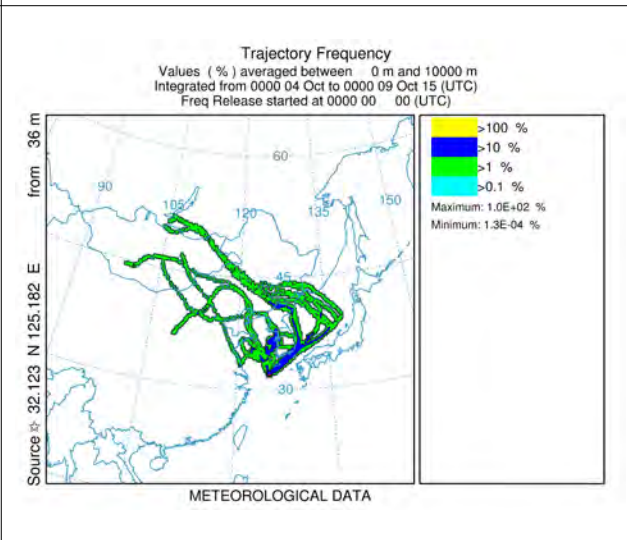 Trajectory Frequency
Values ( % ) averaged between 0 m and 10000 m
Integrated from 0000 04 Oct to 0000 09 Oct 15 (UTC)
Freq Release started at 0000 00 00 (UTC)
Source ☆ 32.123 N 125.182 E from 36 m
60
90
105
120
135
150
45
30
>100 %
>10 %
>1 %
>0.1 %
Maximum: 1.0E+02 %
Minimum: 1.3E-04 %
METEOROLOGICAL DATA